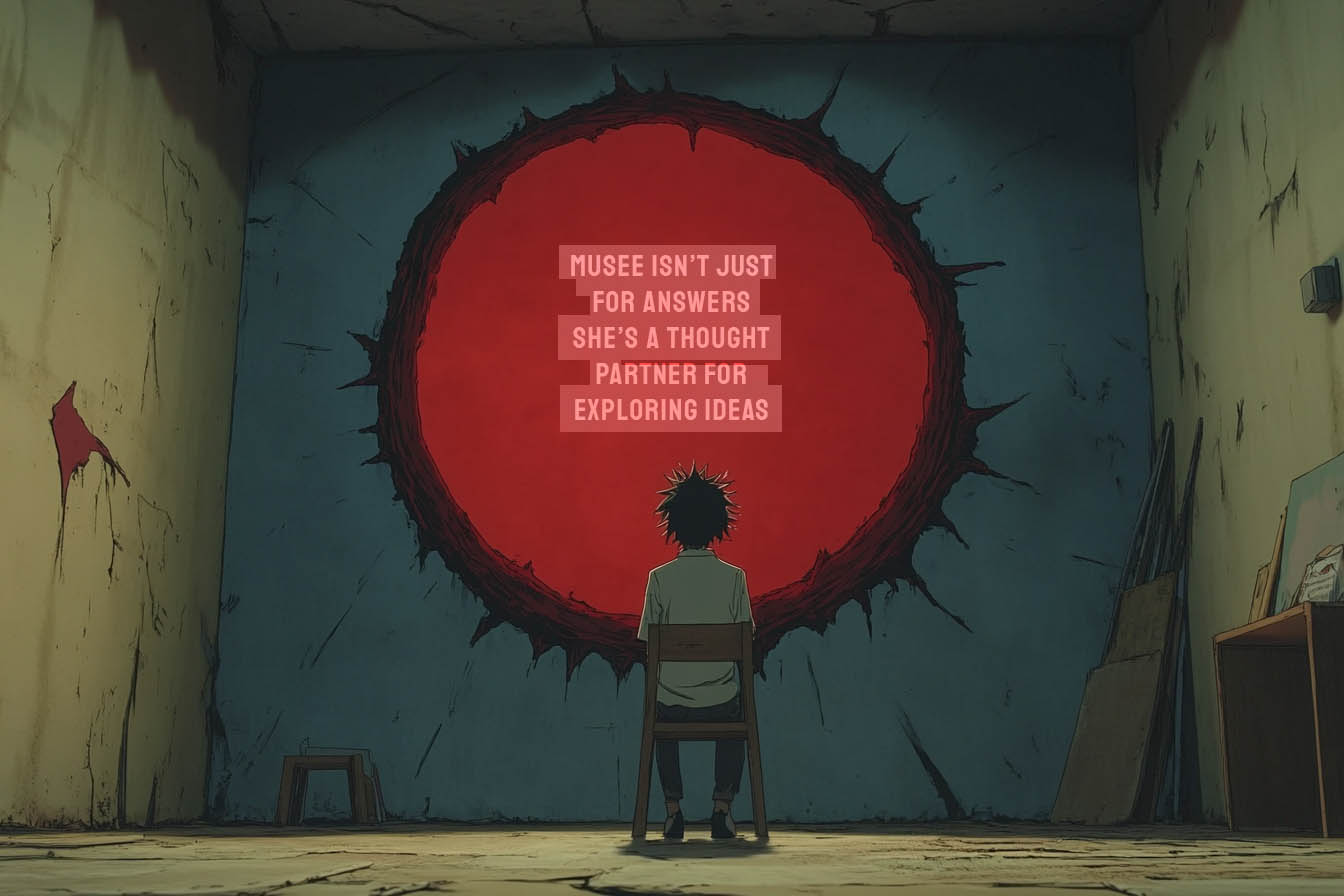 MUSEE ISN’T JUST
FOR ANSWERS
SHE’S A THOUGHT
PARTNER FOR
EXPLORING IDEAS